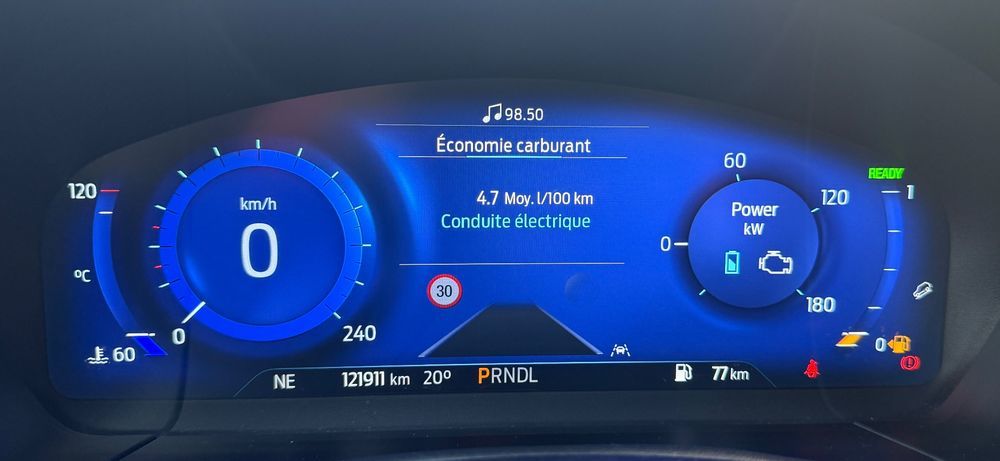 98.50
Économie carburant
4.7 Moy. l/100 km
Conduite électrique
120
°C
60
km/h
0
0
240
30
60
0
120
180
Power
kW
READY
1
0
NE 121911 km 20° PRNDL 77 km